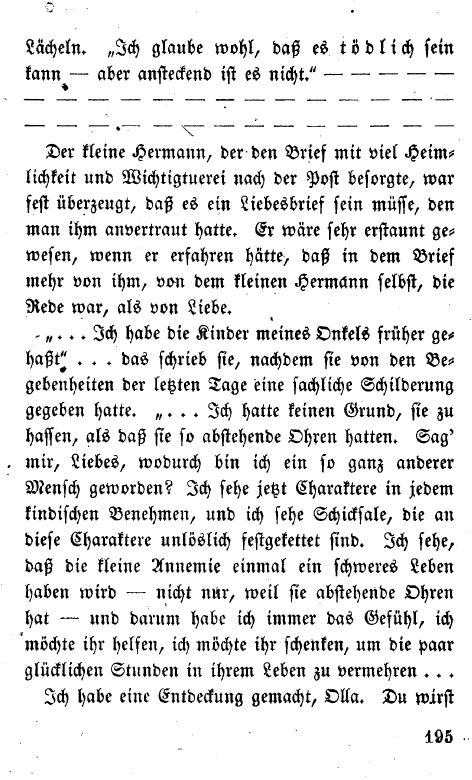 Lächeln. „Ich glaube wohl, daß es tödlich sein
kann — aber ansteckend ist es nicht.“ — — — — —
— — — — — — — — — — — — — — — —
— — — — — — — — — — — — — — — —
Der kleine Hermann, der den Brief mit viel Heim-
lichkeit und Wichtigtuerei nach der Post besorgte, war
fest überzeugt, daß es ein Liebesbrief sein müsse, den
man ihm anvertraut hatte. Er wäre sehr erstaunt ge-
wesen, wenn er erfahren hätte, daß in dem Brief
mehr von ihm, von dem kleinen Hermann selbst, die
Rede war, als von Liebe.
„... Ich habe die Kinder meines Onkels früher ge-
haßt“ ... das schrieb sie, nachdem sie von den Be-
gebenheiten der letzten Tage eine sachliche Schilderung
gegeben hatte. „... Ich hatte keinen Grund, sie zu
hassen, als daß sie so abstehende Ohren hatten. Sag’
mir, Liebes, wodurch bin ich ein so ganz anderer
Mensch geworden? Ich sehe jetzt Charaktere in jedem
kindischen Benehmen, und ich sehe Schicksale, die an
diese Charaktere unlöslich festgekettet sind. Ich sehe,
daß die kleine Annemie einmal ein schweres Leben
haben wird — nicht nur, weil sie abstehende Ohren
hat — und darum habe ich immer das Gefühl, ich
möchte ihr helfen, ich möchte ihr schenken, um die paar
glücklichen Stunden in ihrem Leben zu vermehren ...
Ich habe eine Entdeckung gemacht, Olla. Du wirst
195